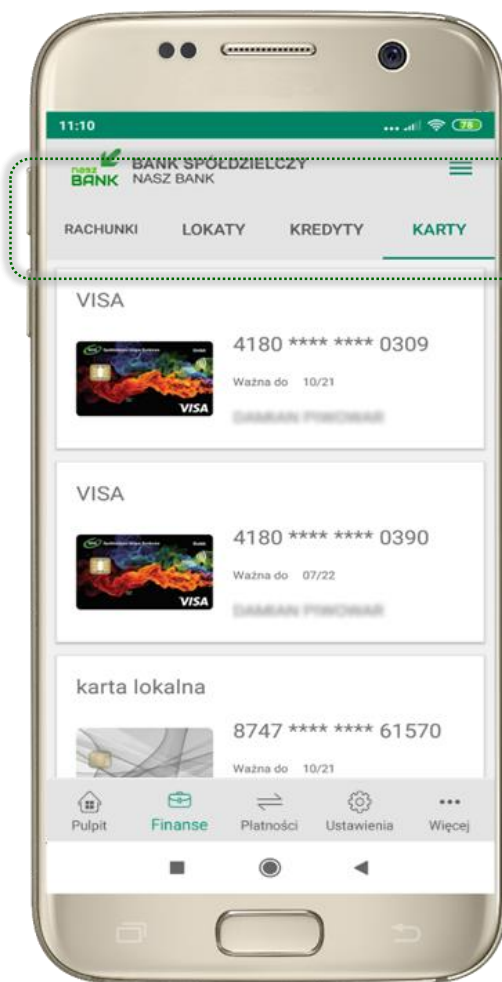 11:10
78
nasz
BANK
BANK SPÓŁDZIELCZY
NASZ BANK
RACHUNKI LOKATY KREDYTY KARTY
VISA
4180 **** **** 0309
Ważna do 10/21
VISA
VISA
4180 **** **** 0390
Ważna do 07/22
VISA
karta lokalna
8747 **** **** 61570
Ważna do 10/21
Pulpit Finanse Płatności Ustawienia Więcej